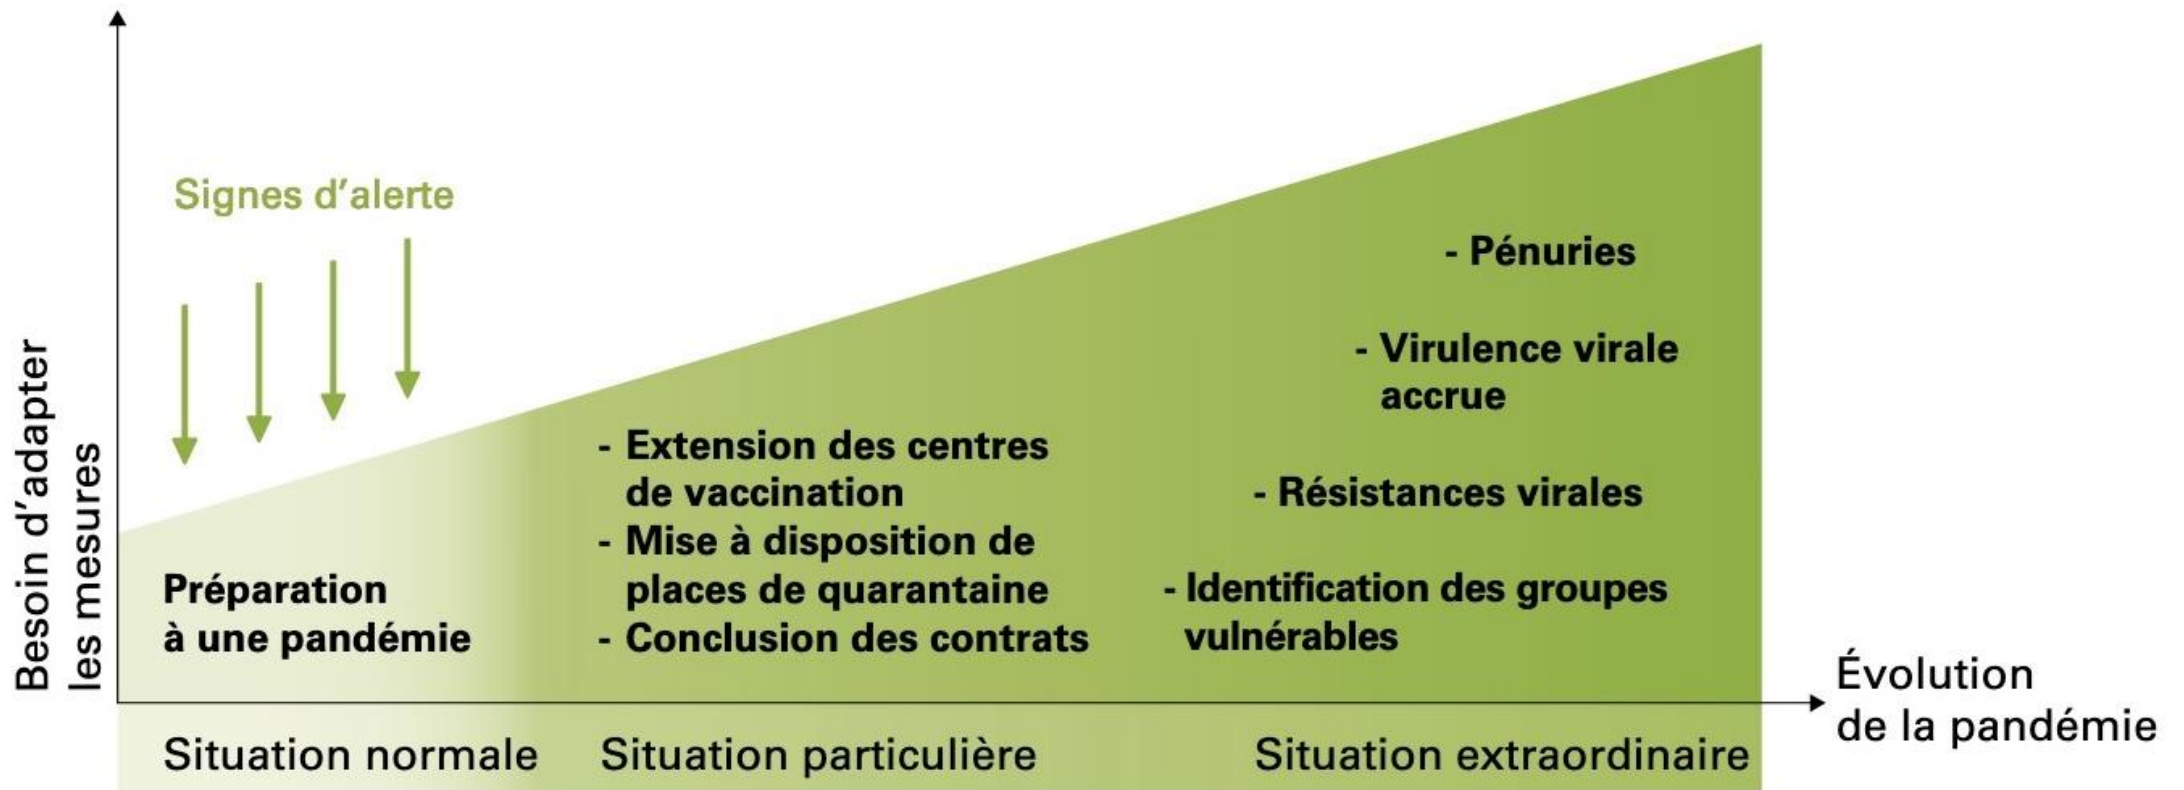 Besoin d'adapter
les mesures
Signes d'alerte
Préparation
à une pandémie
- Extension des centres
de vaccination
- Mise à disposition de
places de quarantaine
- Conclusion des contrats
- Pénuries
- Virulence virale
accrue
- Résistances virales
- Identification des groupes
vulnérables
Évolution
de la pandémie
Situation normale
Situation particulière
Situation extraordinaire